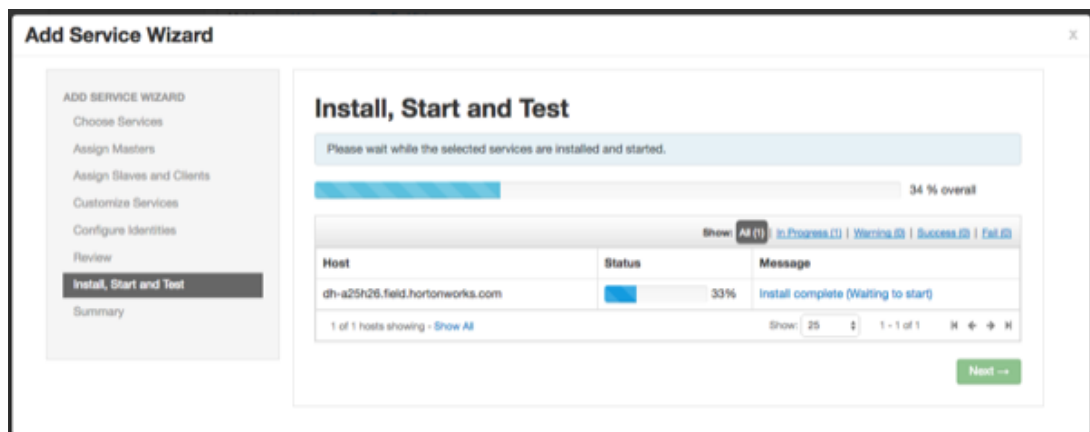 Add Service Wizard
x
ADD SERVICE WIZARD
Choose Services
Assign Masters
Assign Slaves and Clients
Customize Services
Configure Identities
Review
Install, Start and Test
Summary
Install, Start and Test
Please wait while the selected services are installed and started.
34 % overall
Show: All (1) | In Progress (1) | Warning (0) | Success (0) | Fail (0)
Host Status Message
dh-a25h26.field.hortonworks.com 33% Install complete (Waiting to start)
1 of 1 hosts showing - Show All Show: 25 1 - 1 of 1
Next →